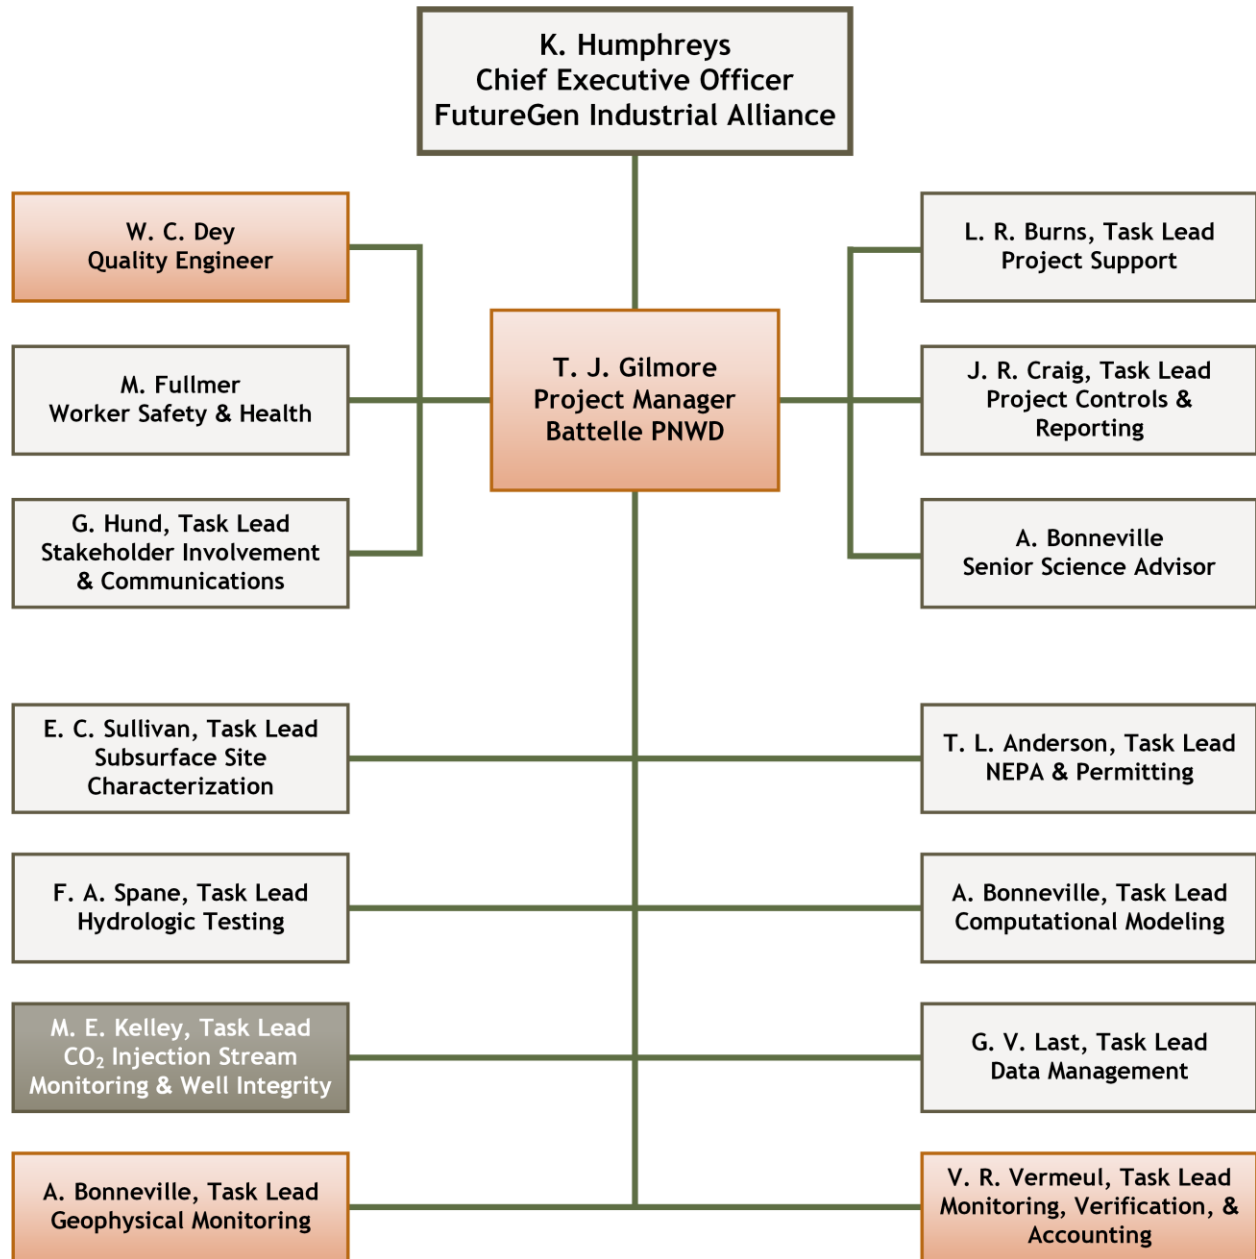 K. Humphreys
Chief Executive Officer
FutureGen Industrial Alliance
W. C. Dey
Quality Engineer
L. R. Burns, Task Lead
Project Support
T. J. Gilmore
Project Manager
Battelle PNWD
M. Fullmer
Worker Safety & Health
J. R. Craig, Task Lead
Project Controls &
Reporting
G. Hund, Task Lead
Stakeholder Involvement
& Communications
A. Bonneville
Senior Science Advisor
E. C. Sullivan, Task Lead
Subsurface Site
Characterization
T. L. Anderson, Task Lead
NEPA & Permitting
F. A. Spane, Task Lead
Hydrologic Testing
A. Bonneville, Task Lead
Computational Modeling
M. E. Kelley, Task Lead
CO₂ Injection Stream
Monitoring & Well Integrity
G. V. Last, Task Lead
Data Management
A. Bonneville, Task Lead
Geophysical Monitoring
V. R. Vermeul, Task Lead
Monitoring, Verification, &
Accounting